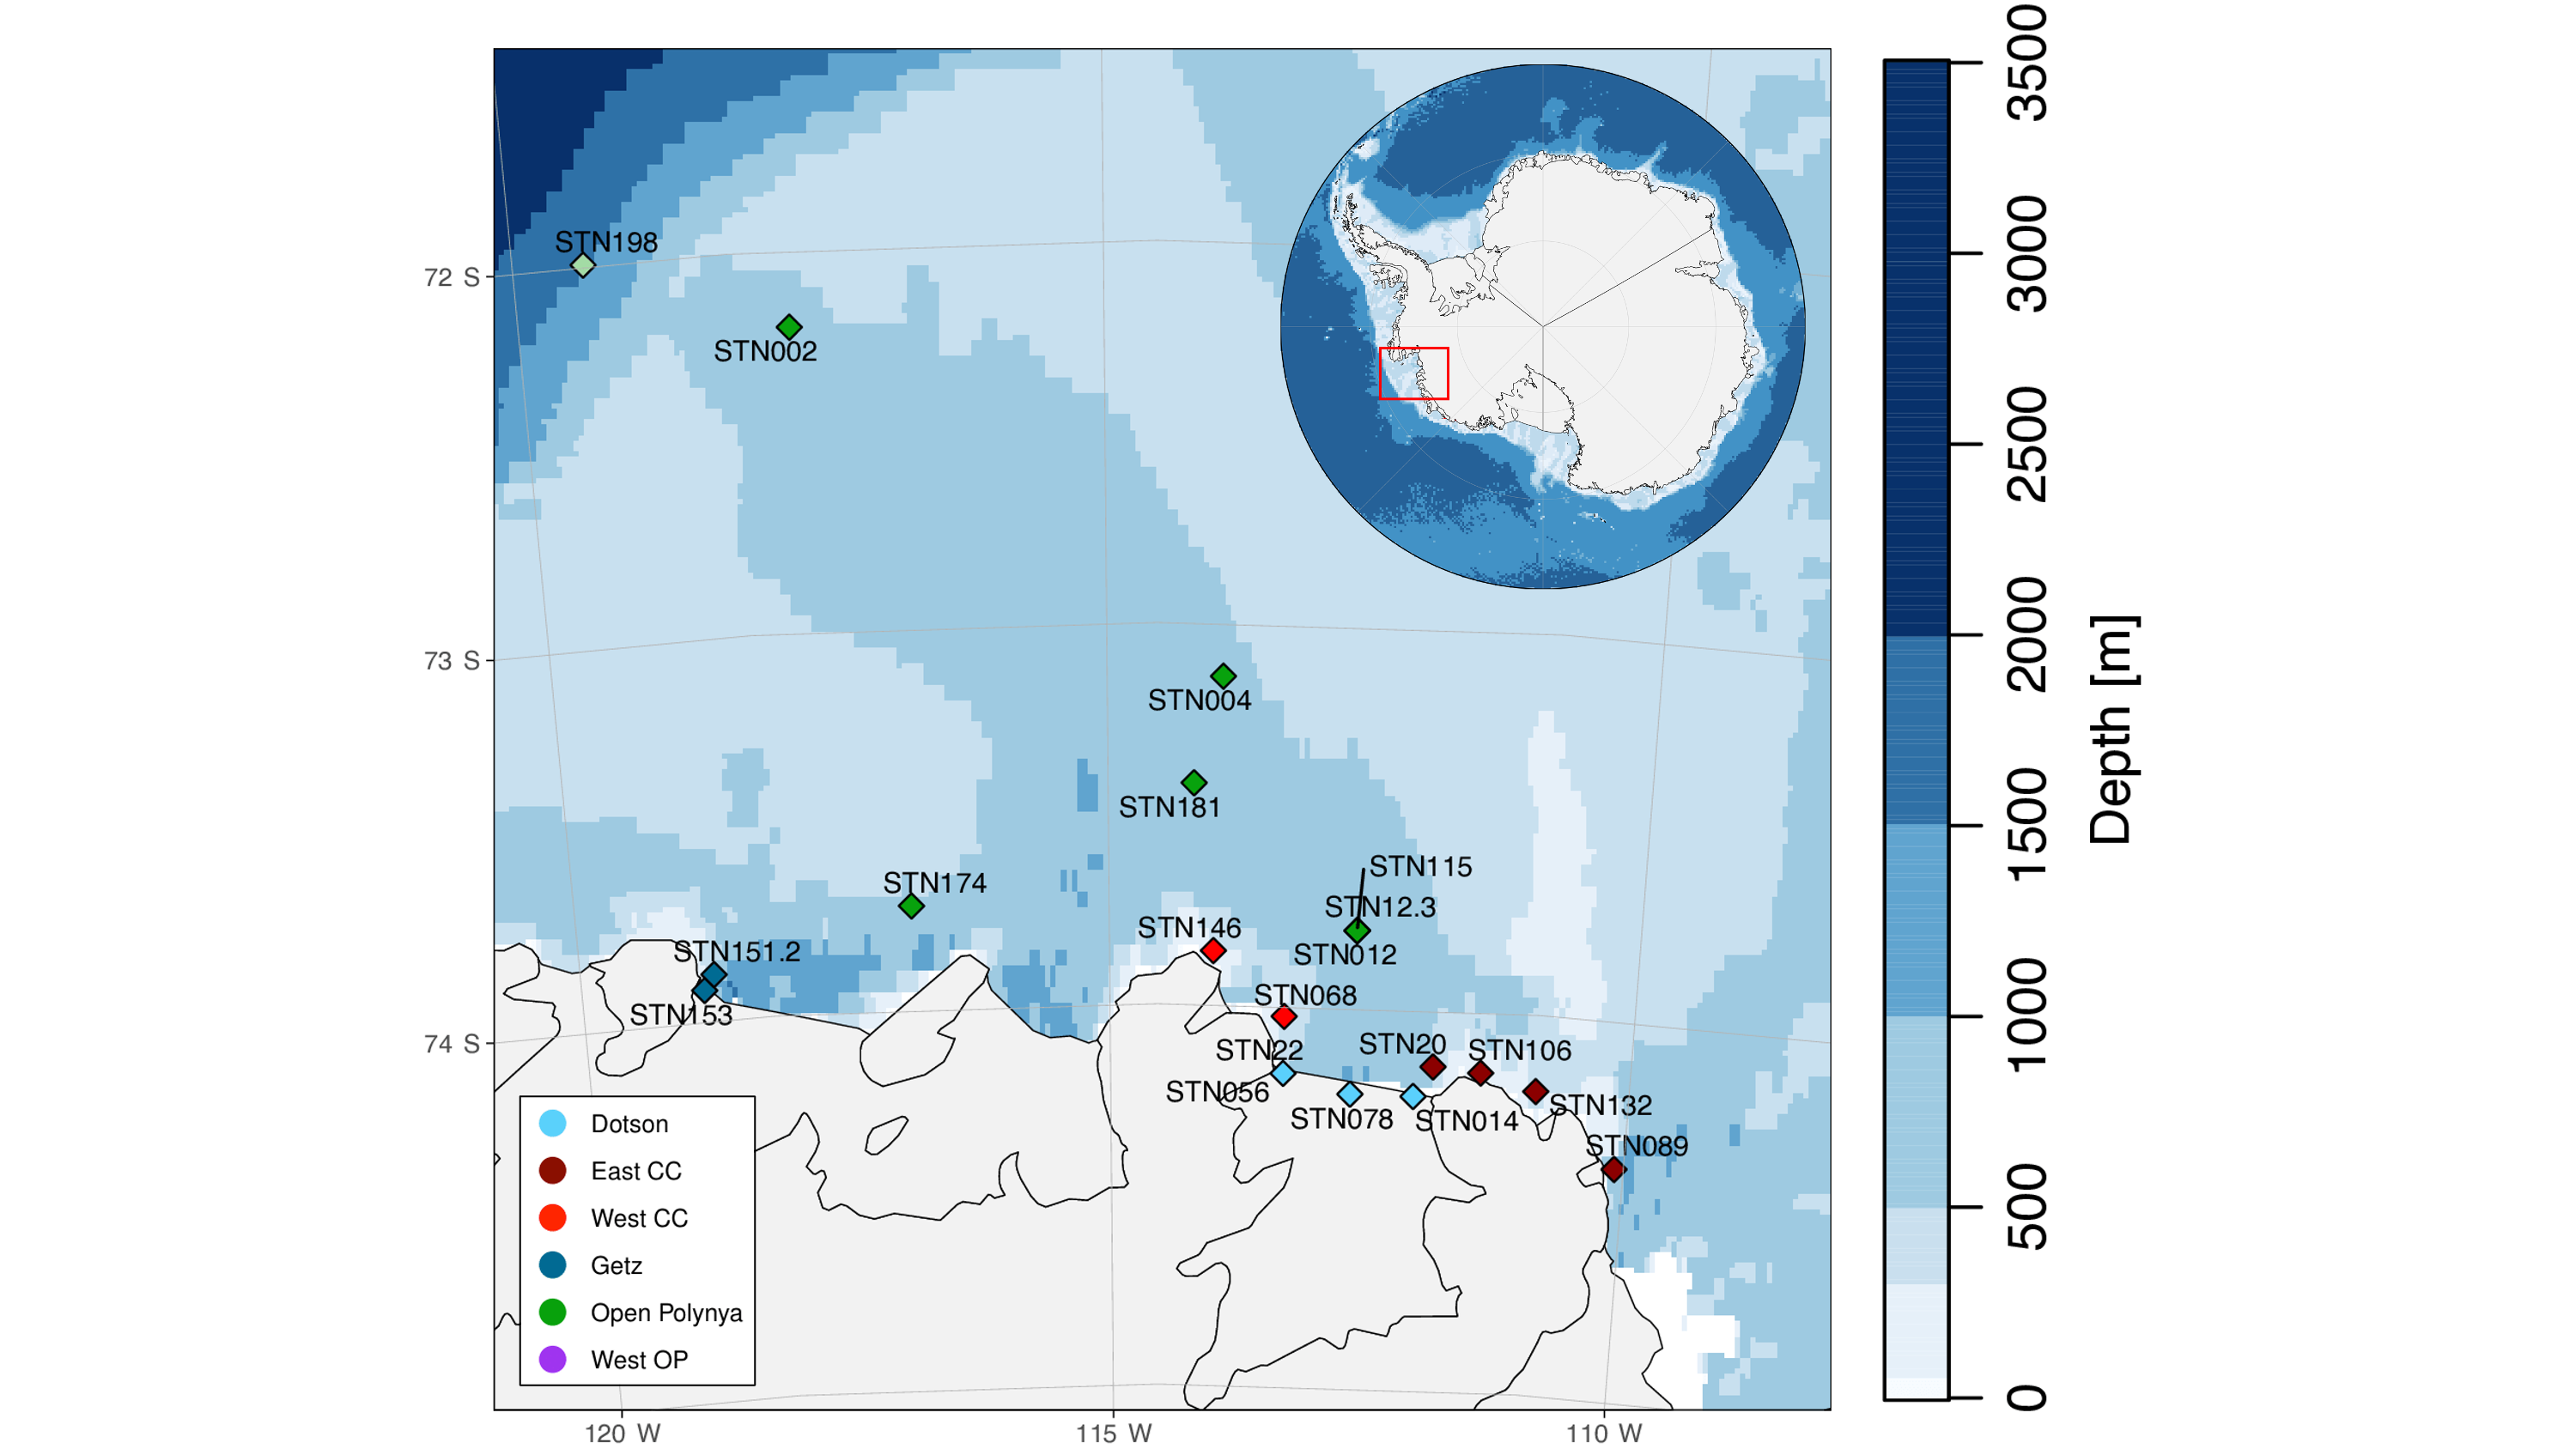 STN198
72 S
STN002
73 S
STN004
STN181
STN115
STN174
STN12.3
STN146
STN012
STN151.2
STN068
STN153
74 S
STN20
STN106
STN22
STN056
STN078
STN014
STN132
STN089
Dotson
East CC
West CC
Getz
Open Polynya
West OP
120 W
115 W
110 W
3500
3000
2500
2000
1500
1000
500
0
Depth [m]